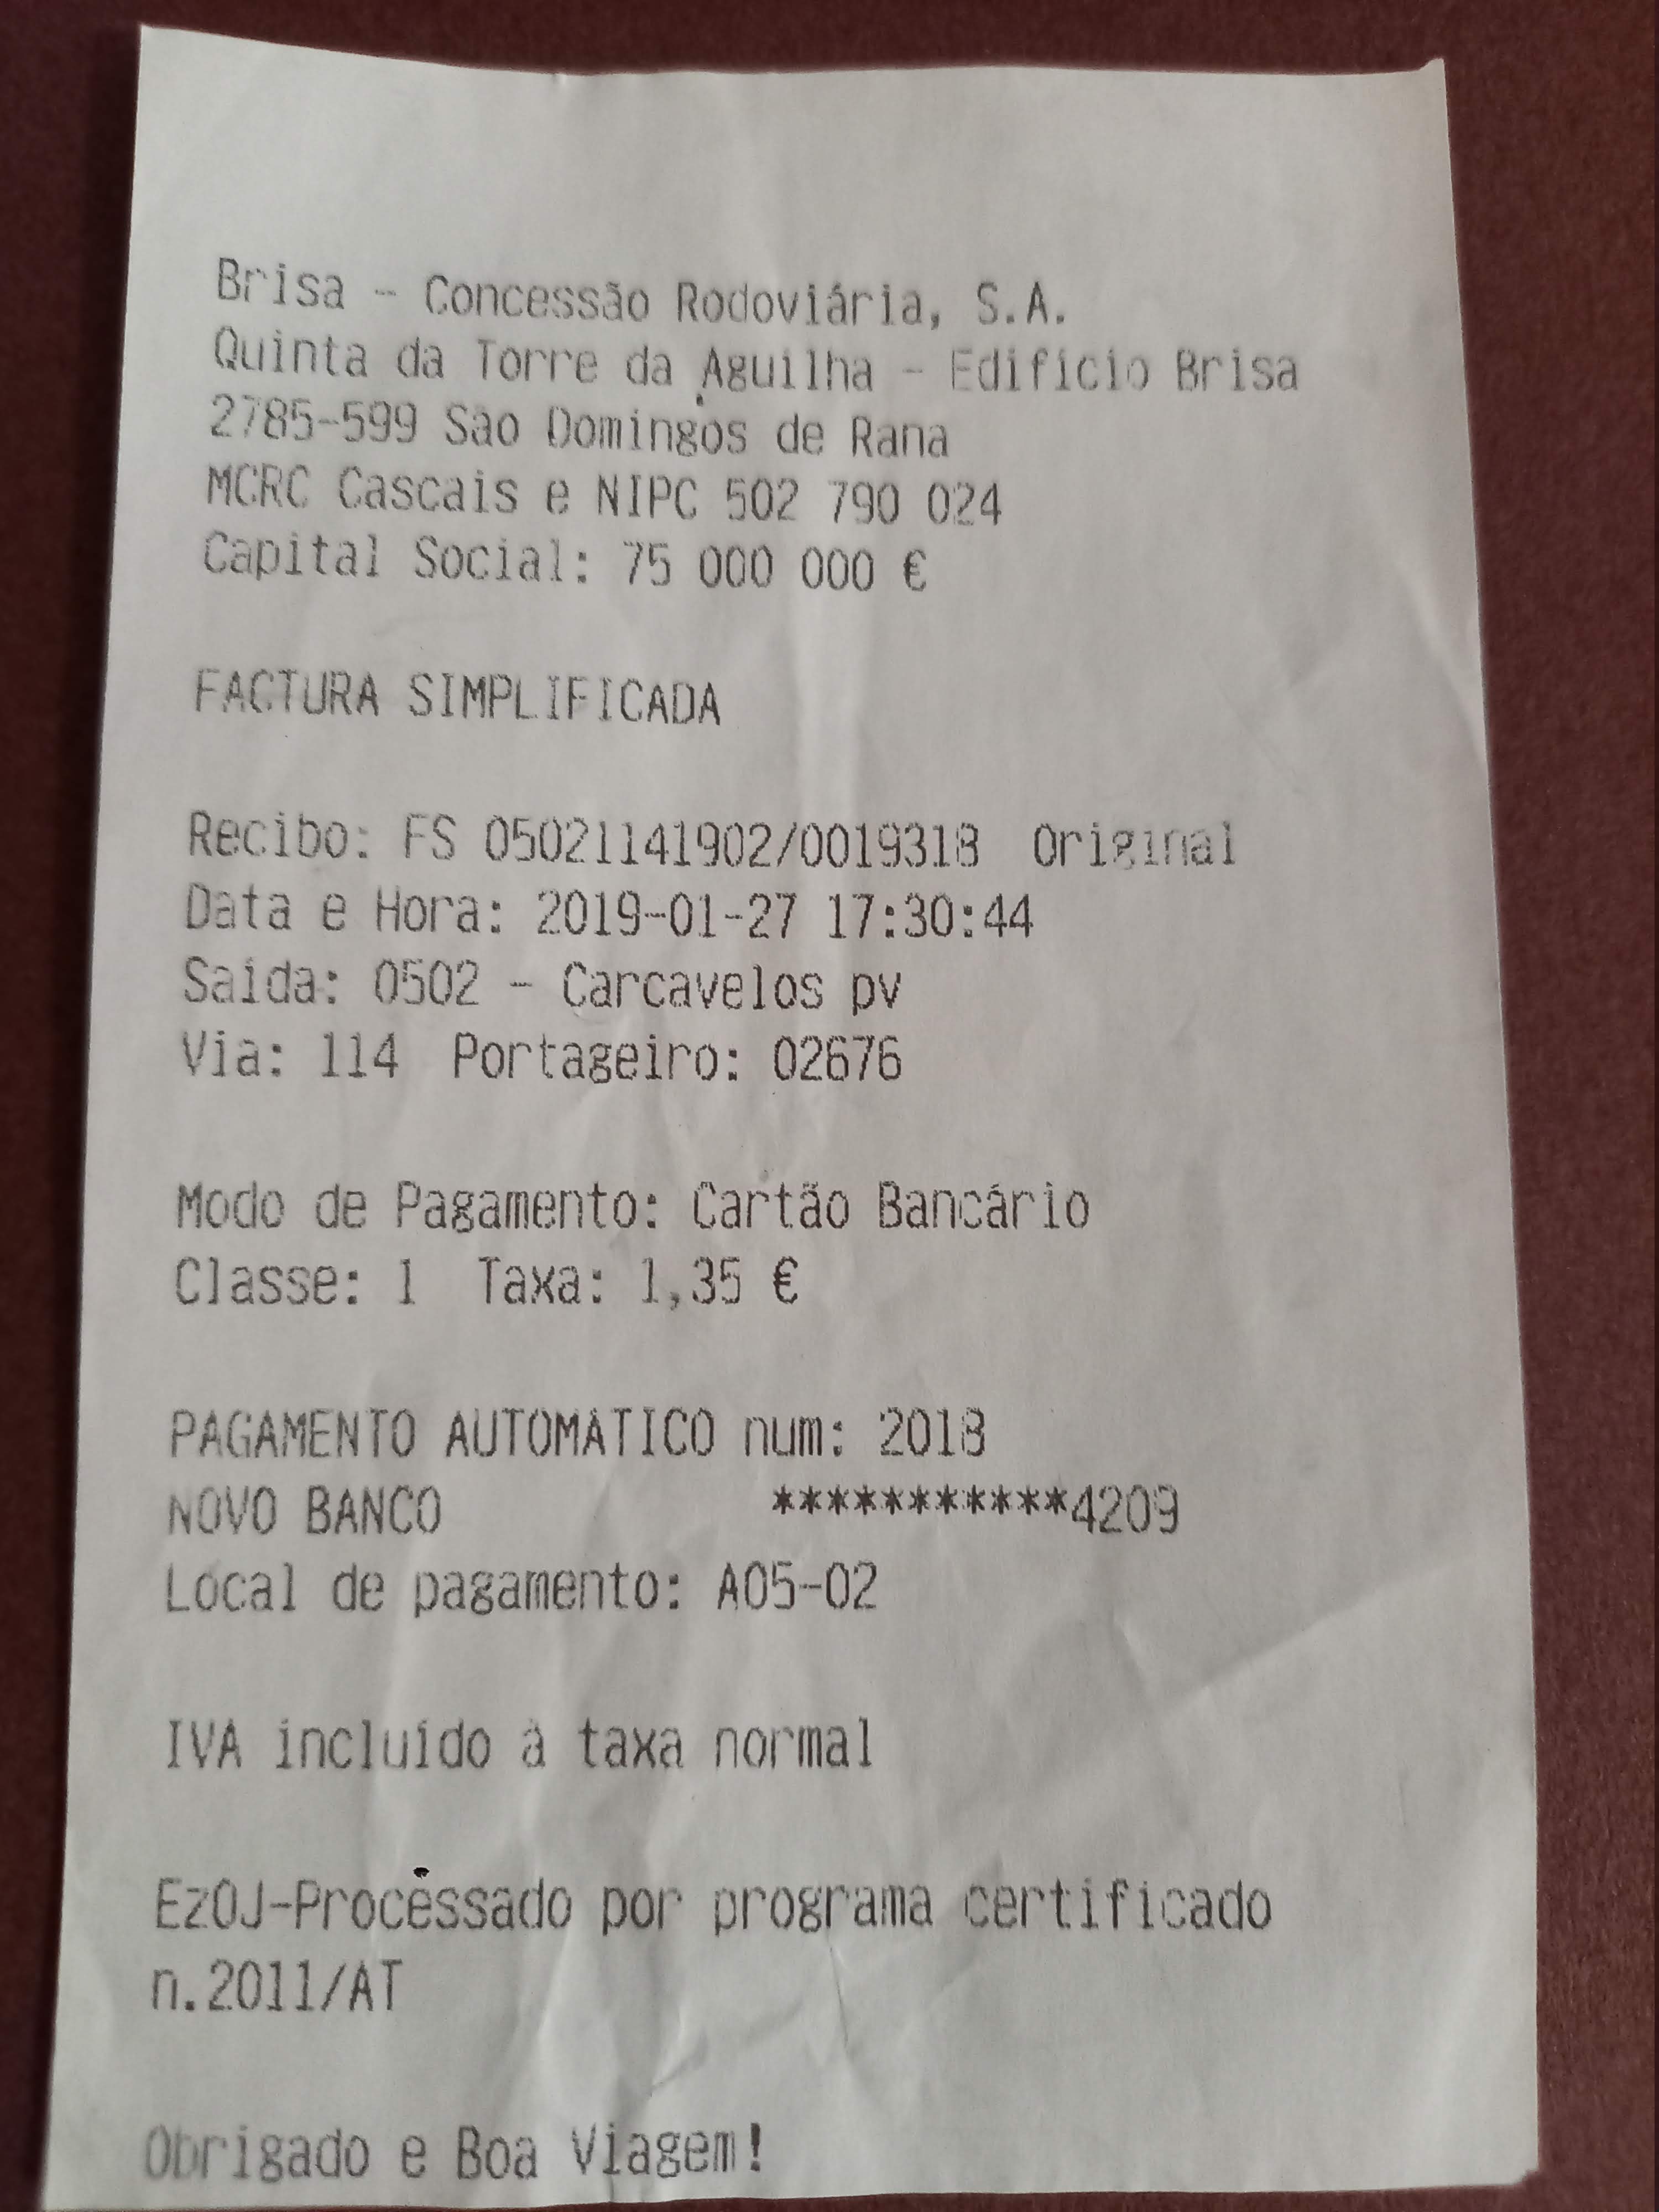 Brisa - Concessão Rodoviária, S.A.
Quinta da Torre da Aguilha - Edifício Brisa
2785-599 São Domingos de Rana
MCRC Cascais e NIPC 502 790 024
Capital Social: 75 000 000 €
FACTURA SIMPLIFICADA
Recibo: FS 05021141902/0019318 Original
Data e Hora: 2019-01-27 17:30:44
Saída: 0502 - Carcavelos pv
Via: 114 Portageiro: 02676
Modo de Pagamento: Cartão Bancário
Classe: 1 Taxa: 1,35 €
PAGAMENTO AUTOMÁTICO num: 2018
NOVO BANCO ***********4209
Local de pagamento: A05-02
IVA incluído à taxa normal
EzOJ-Processado por programa certificado
n.2011/AT
Obrigado e Boa Viagem!